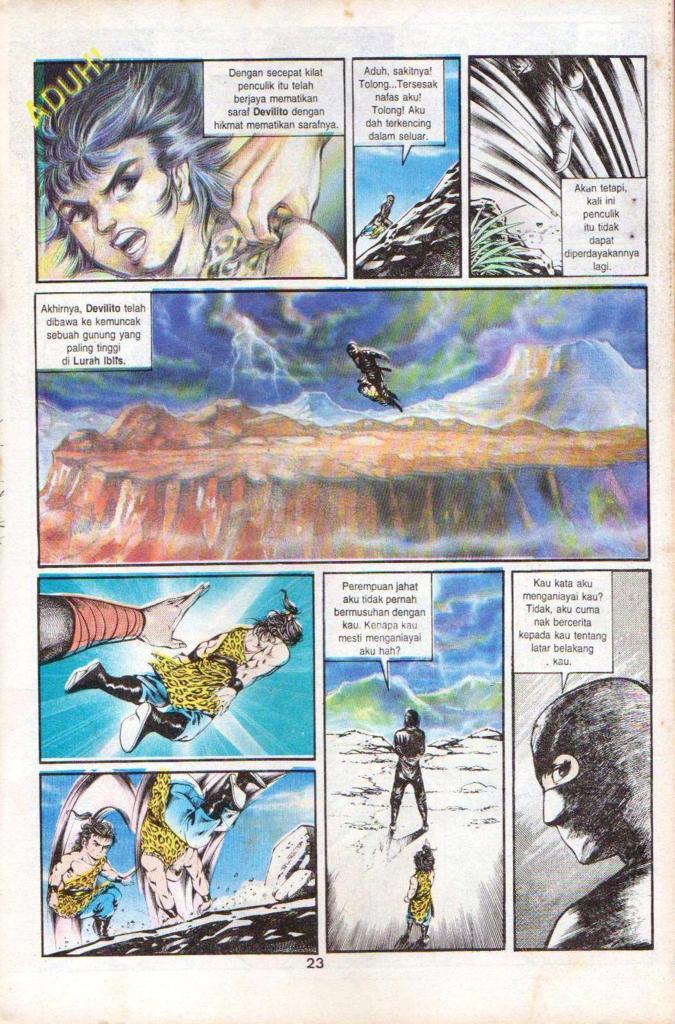 ADUH!
Dengan secepat kilat
penculik itu telah
berjaya mematikan
saraf Devilito dengan
hikmat mematikan sarafnya.
Aduh, sakitnya!
Tolong...Tersesak
nafas aku!
Tolong! Aku
dah terkencing
dalam seluar.
Akan tetapi,
kali ini
penculik
itu tidak
dapat
diperdayakannya
lagi.
Akhirnya, Devilito telah
dibawa ke kemuncak
sebuah gunung yang
paling tinggi
di Lurah Iblis.
Perempuan jahat
aku tidak pernah
bermusuhan dengan
kau. Kenapa kau
mesti menganiayai
aku hah?
Kau kata aku
menganiayai kau?
Tidak, aku cuma
nak bercerita
kepada kau tentang
latar belakang
. kau.
23